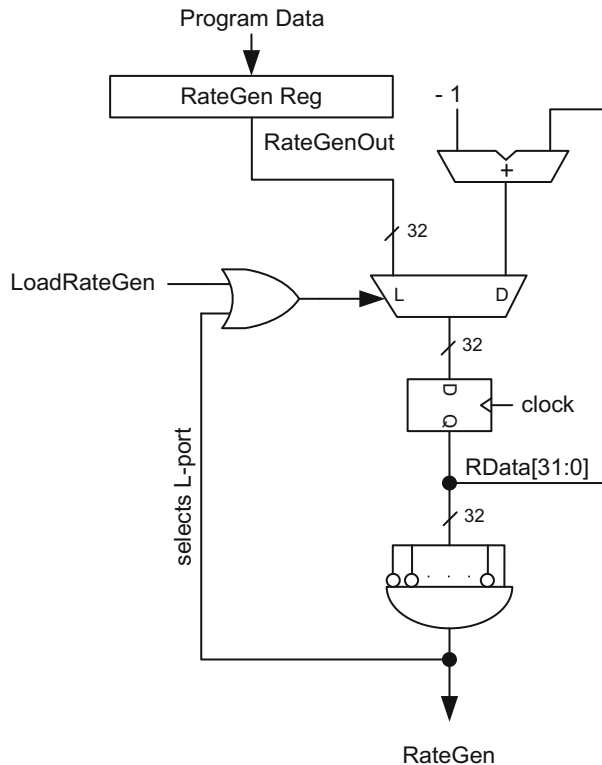 Program Data
RateGen Reg
- 1
RateGenOut
+
32
LoadRateGen
L
D
32
D
Q
clock
selects L-port
RData[31:0]
32
. . .
RateGen